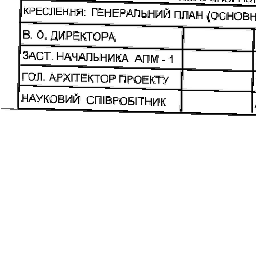 КРЕСЛЕННЯ: ГЕНЕРАЛЬНИЙ ПЛАН (ОСНОВН
В. О. ДИРЕКТОРА
ЗАСТ. НАЧАЛЬНИКА АПМ - 1
ГОЛ. АРХІТЕКТОР ПРОЕКТУ
НАУКОВИЙ СПІВРОБІТНИК